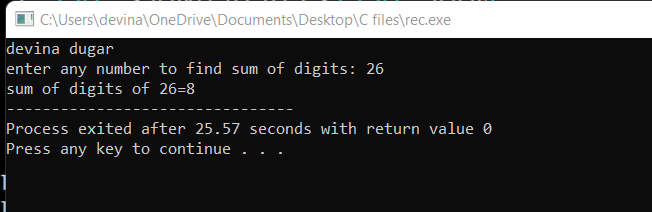 C:\Users\devina\OneDrive\Documents\Desktop\C files\rec.exe
devina dugar
enter any number to find sum of digits: 26
sum of digits of 26=8
--------------------------------
Process exited after 25.57 seconds with return value 0
Press any key to continue . . .